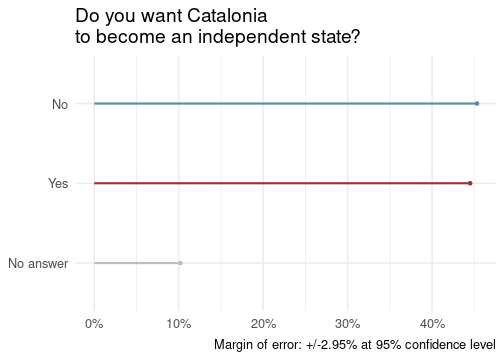 Do you want Catalonia
to become an independent state?
No
Yes
No answer
0% 10% 20% 30% 40%
Margin of error: +/-2.95% at 95% confidence level